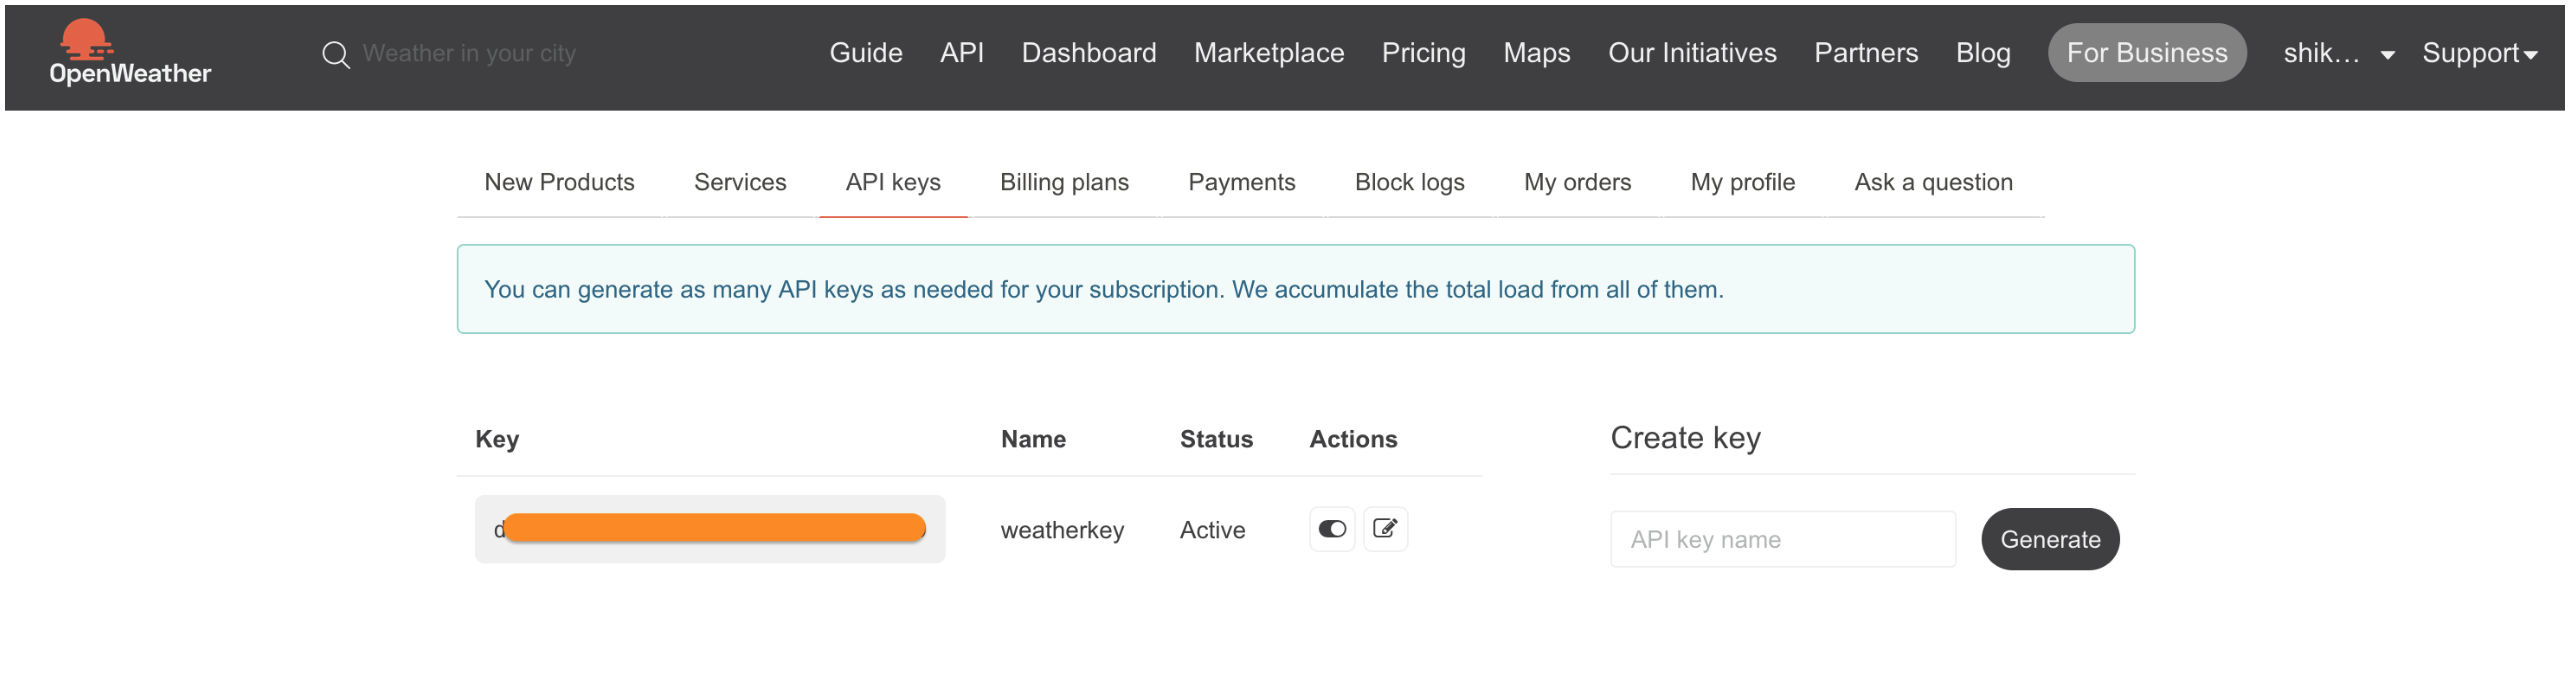 OpenWeather
Weather in your city
Guide API Dashboard Marketplace Pricing Maps Our Initiatives Partners Blog For Business shik... Support
New Products Services API keys Billing plans Payments Block logs My orders My profile Ask a question
You can generate as many API keys as needed for your subscription. We accumulate the total load from all of them.
Key Name Status Actions
d weatherkey Active
Create key
API key name Generate